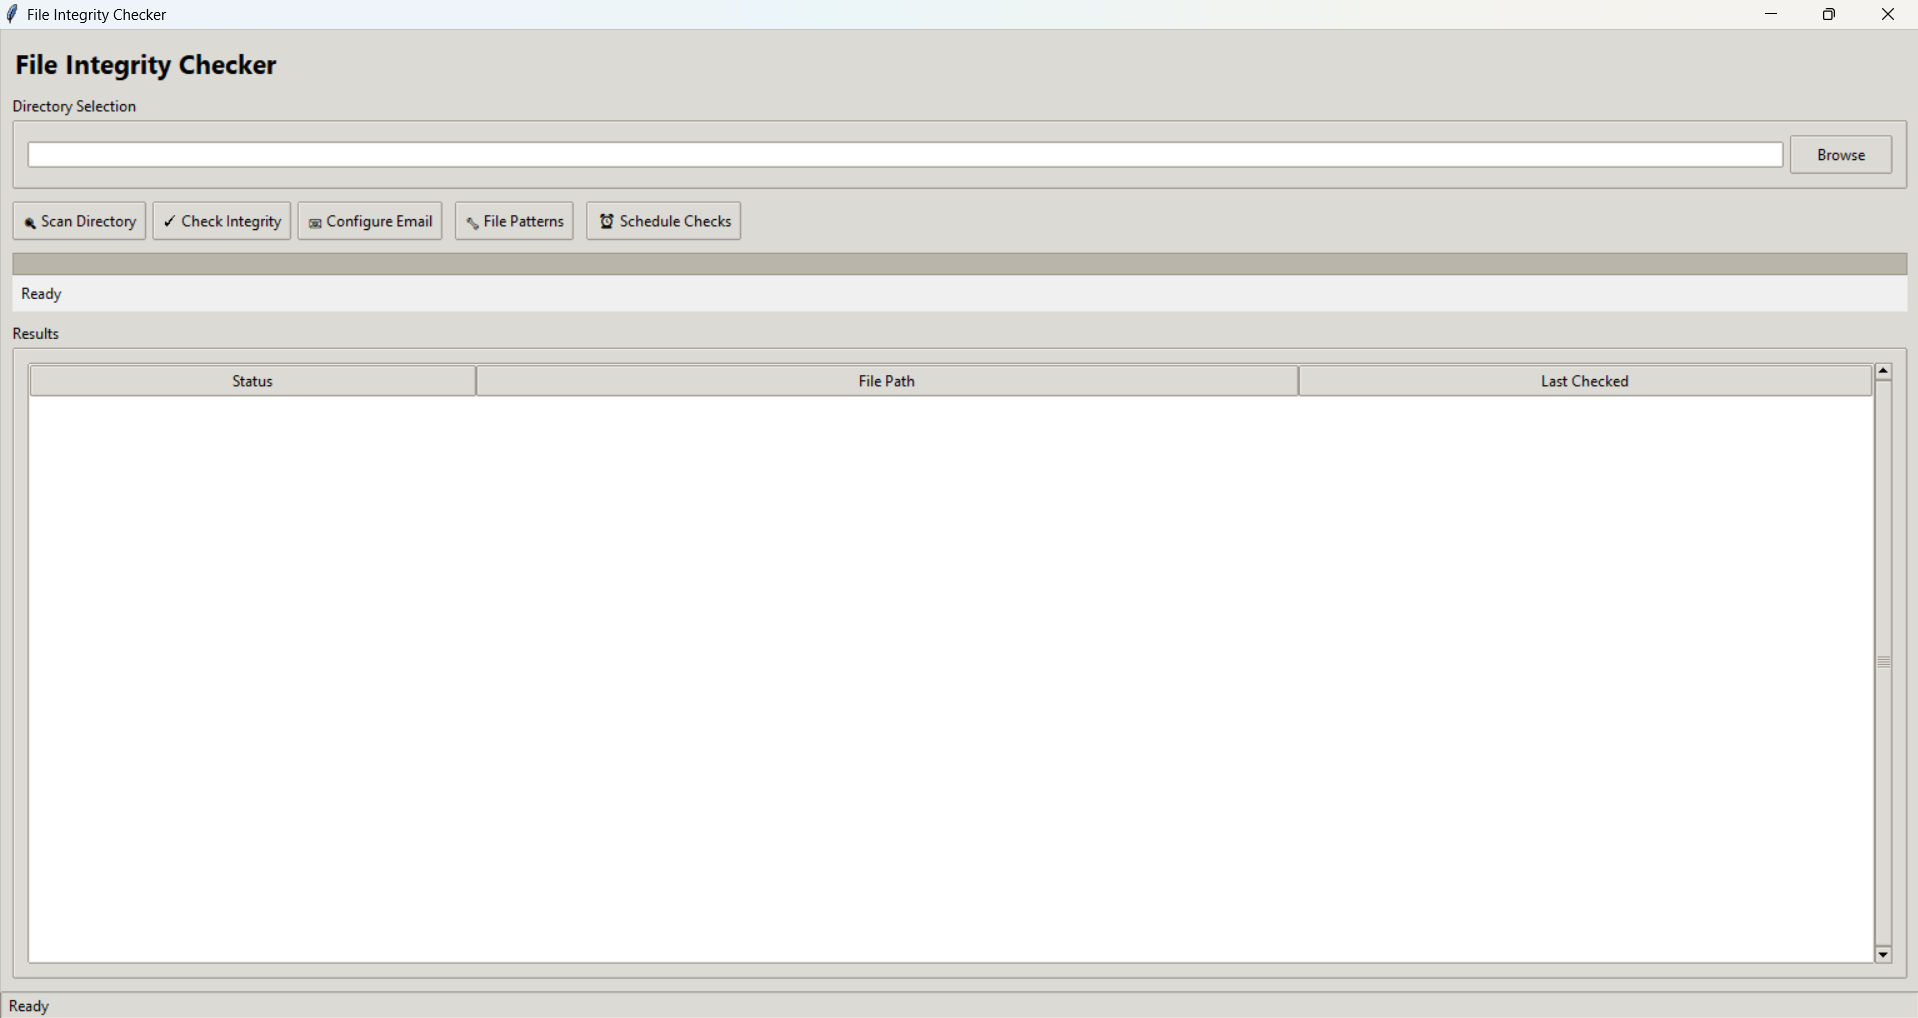 File Integrity Checker
File Integrity Checker
Directory Selection
Browse
Scan Directory ✓ Check Integrity Configure Email File Patterns ⏰ Schedule Checks
Ready
Results
Status File Path Last Checked
Ready